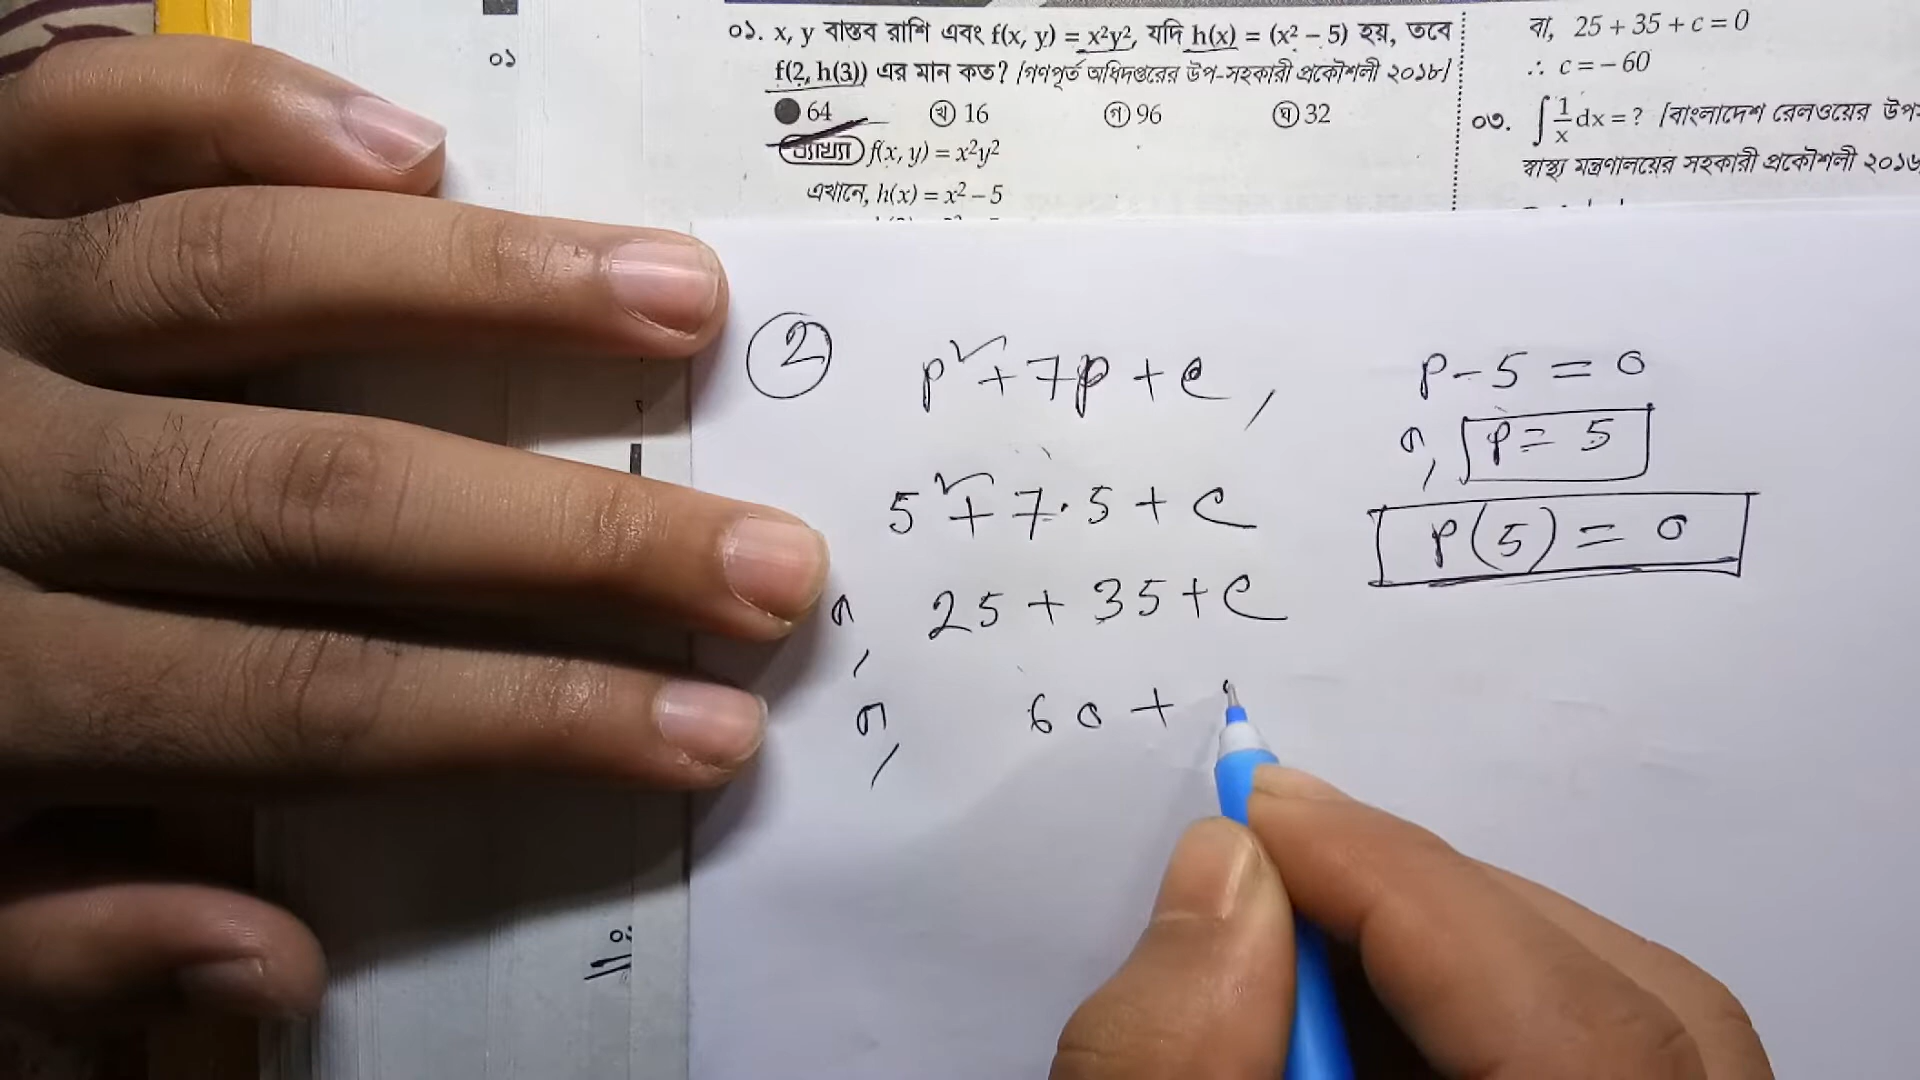 ০১
০১. x, y বাস্তব রাশি এবং f(x, y) = x²y², যদি h(x) = (x² – 5) হয়, তবে
f(2, h(3)) এর মান কত? [গণপূর্ত অধিদপ্তরের উপ-সহকারী প্রকৌশলী ২০১৮]
64 (খ) 16 (গ) 96 (ঘ) 32
ব্যাখ্যা f(x, y) = x²y²
এখানে, h(x) = x² – 5
বা, 25 + 35 + c = 0
∴ c = – 60
০৩. ∫ 1/x dx = ? [বাংলাদেশ রেলওয়ের উপ-
স্বাস্থ্য মন্ত্রণালয়ের সহকারী প্রকৌশলী ২০১৬
2
p² + 7p + c,
5² + 7·5 + c
বা, 25 + 35 + c
বা, 60 +
p – 5 = 0
বা, p = 5
P(5) = 0